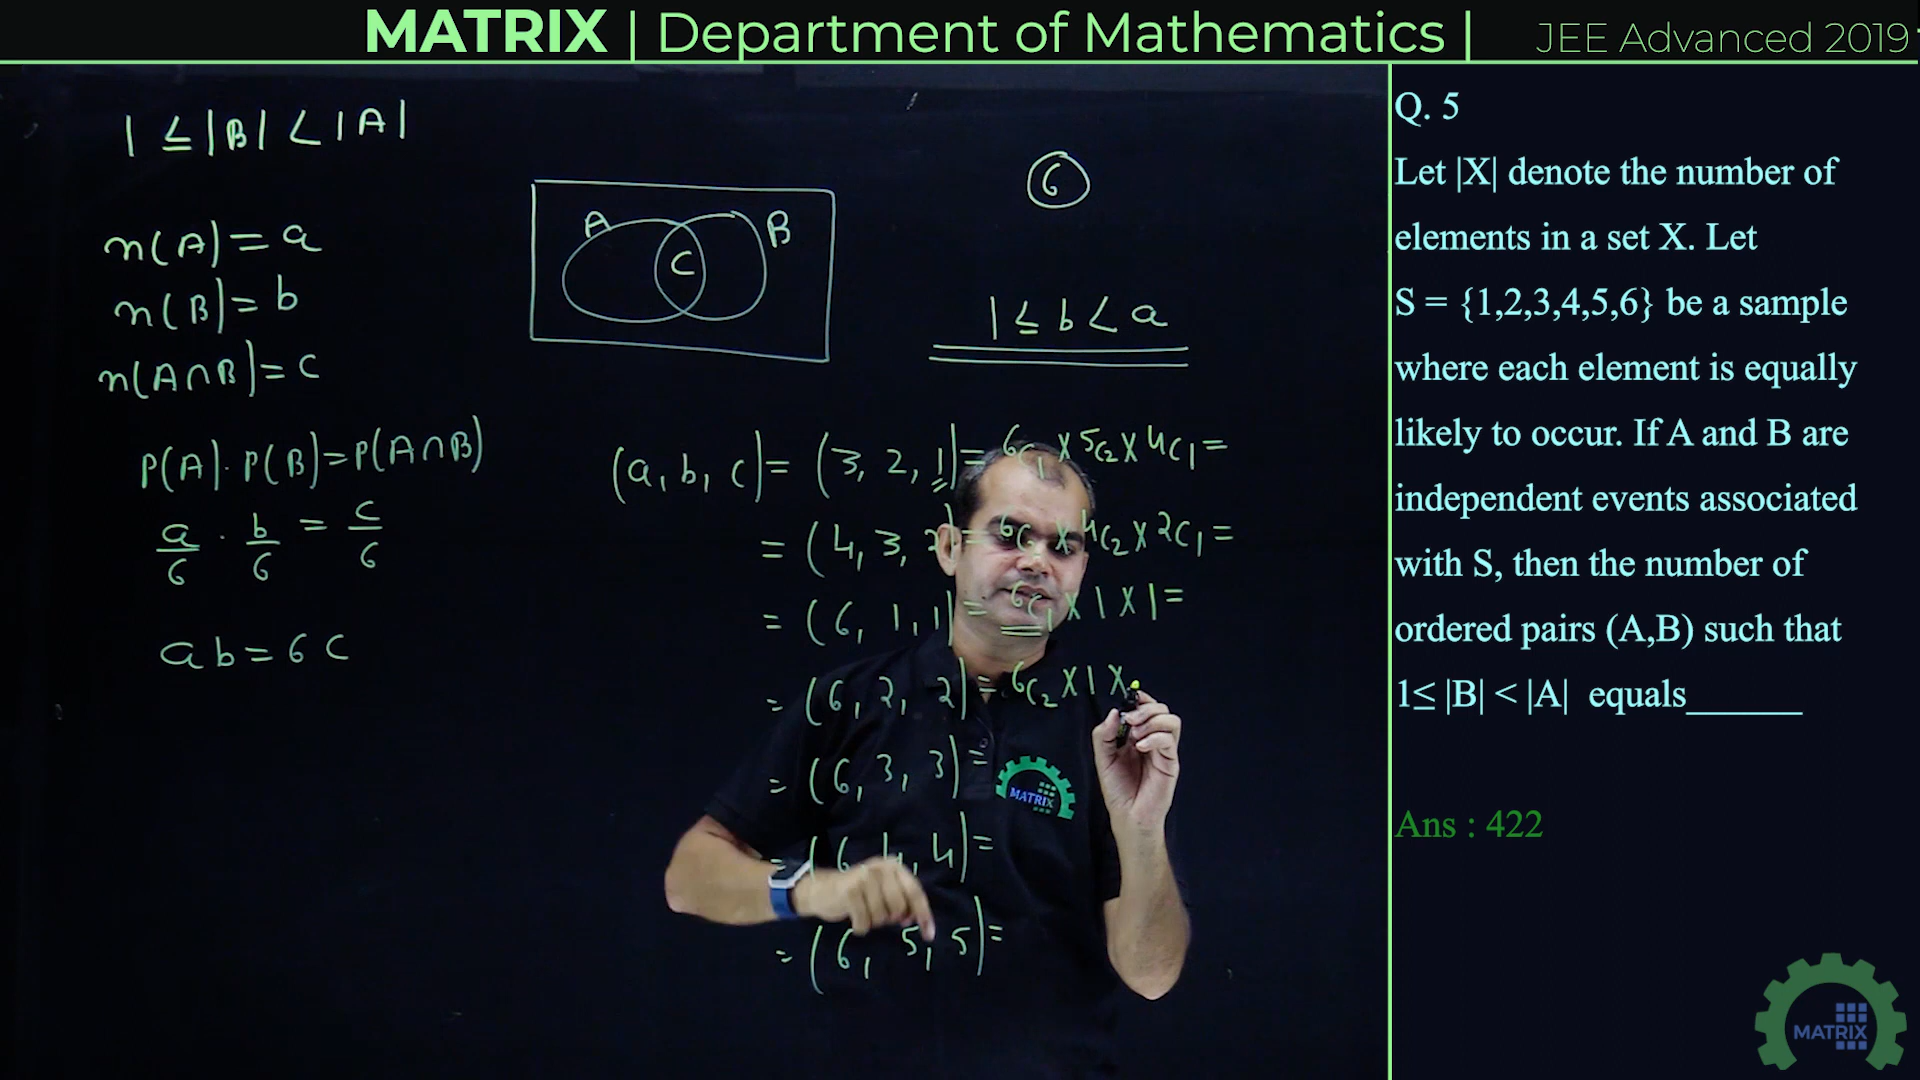 MATRIX | Department of Mathematics | JEE Advanced 2019
1 ≤ |B| < |A|
n(A) = a
n(B) = b
n(A∩B) = c
P(A)·P(B) = P(A∩B)
a/6 · b/6 = c/6
ab = 6c
A B
C
6
1 ≤ b < a
(a, b, c) = (3, 2, 1) = 6C1 × 5C2 × 4C1 =
= (4, 3, 2) = 6C2 × 4C2 × 2C1 =
= (6, 1, 1) = 6C1 × 1 × 1 =
= (6, 2, 2) = 6C2 × 1 ×
= (6, 3, 3) =
= (6, 4, 4) =
= (6, 5, 5) =
MATRIX
Q. 5
Let |X| denote the number of
elements in a set X. Let
S = {1,2,3,4,5,6} be a sample
where each element is equally
likely to occur. If A and B are
independent events associated
with S, then the number of
ordered pairs (A,B) such that
1≤ |B| < |A| equals______
Ans : 422
MATRIX